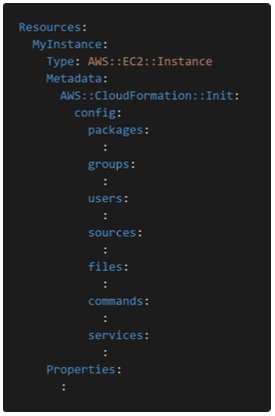 Resources:
  MyInstance:
    Type: AWS::EC2::Instance
    Metadata:
      AWS::CloudFormation::Init:
        config:
          packages:
            :
          groups:
            :
          users:
            :
          sources:
            :
          files:
            :
          commands:
            :
          services:
            :
    Properties:
      :